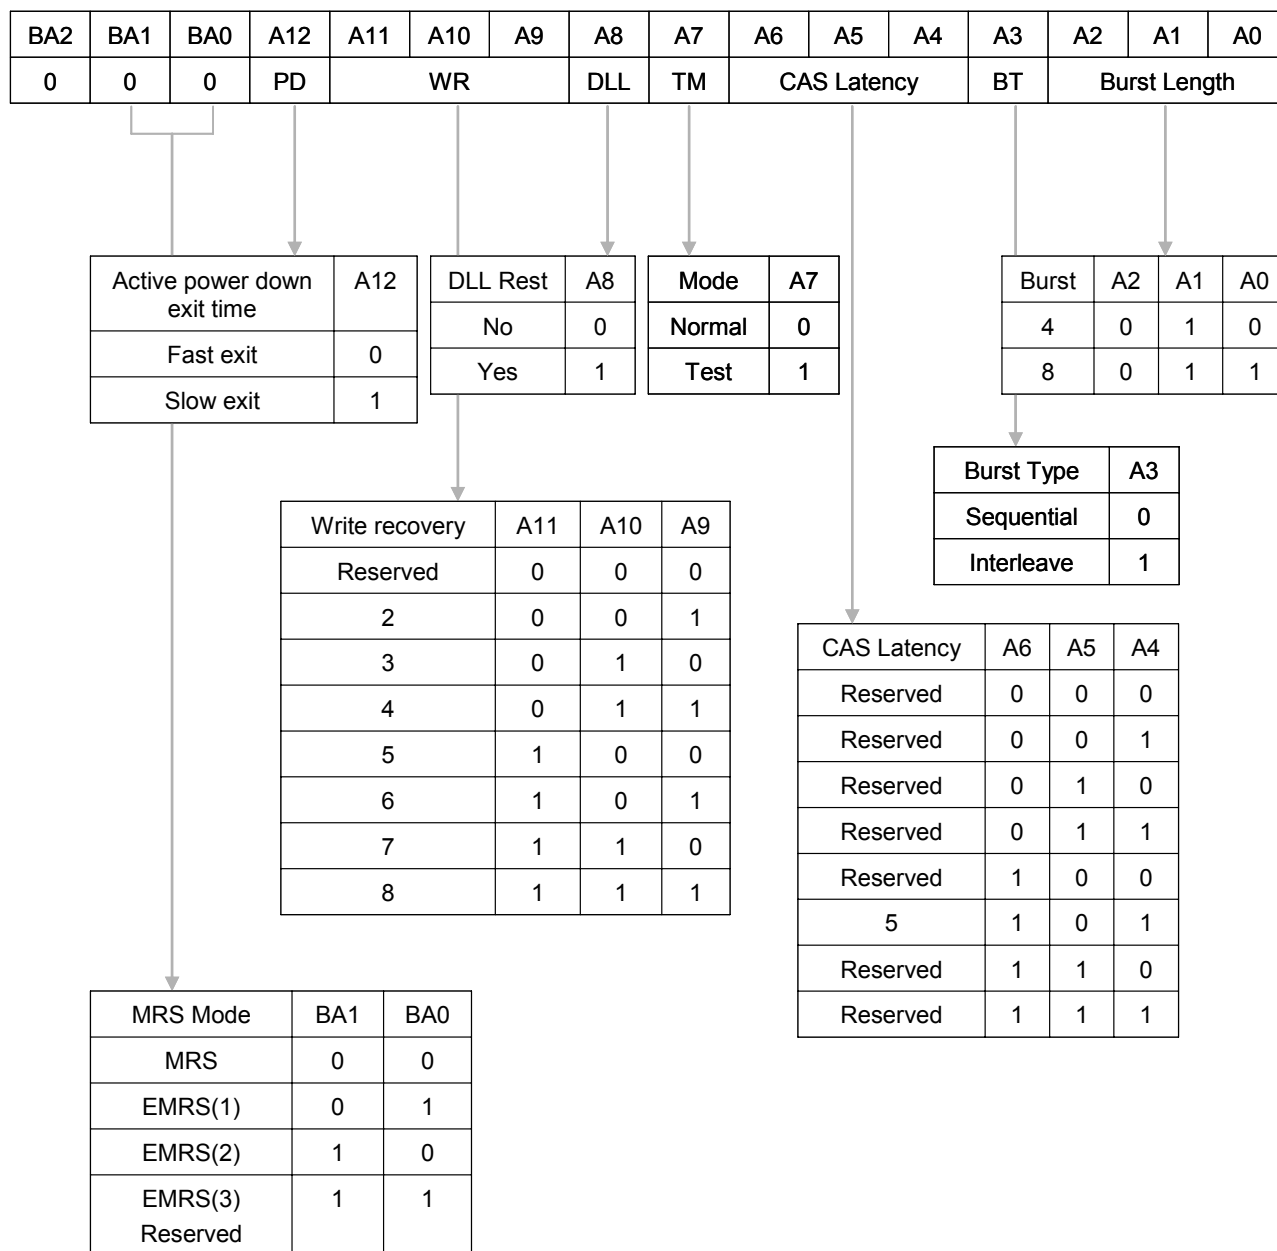 BA2 BA1 BA0 A12 A11 A10 A9 A8 A7 A6 A5 A4 A3 A2 A1 A0
0 0 0 PD WR DLL TM CAS Latency BT Burst Length
Active power down A12
exit time
Fast exit 0
Slow exit 1
DLL Rest A8
No 0
Yes 1
Mode A7
Normal 0
Test 1
Burst A2 A1 A0
4 0 1 0
8 0 1 1
Burst Type A3
Sequential 0
Interleave 1
Write recovery A11 A10 A9
Reserved 0 0 0
2 0 0 1
3 0 1 0
4 0 1 1
5 1 0 0
6 1 0 1
7 1 1 0
8 1 1 1
CAS Latency A6 A5 A4
Reserved 0 0 0
Reserved 0 0 1
Reserved 0 1 0
Reserved 0 1 1
Reserved 1 0 0
5 1 0 1
Reserved 1 1 0
Reserved 1 1 1
MRS Mode BA1 BA0
MRS 0 0
EMRS(1) 0 1
EMRS(2) 1 0
EMRS(3) 1 1
Reserved